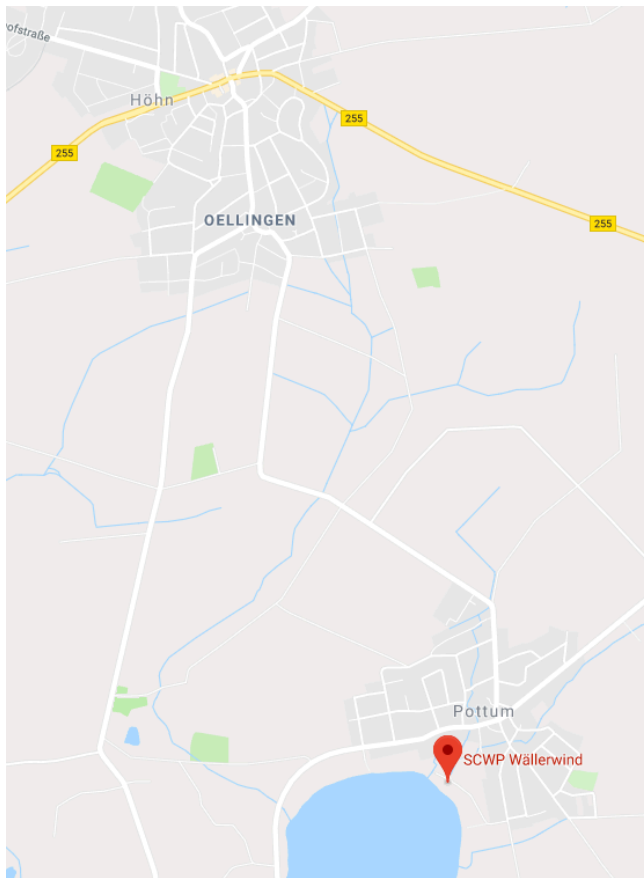 ofstraße
Höhn
255
255
OELLINGEN
255
Pottum
SCWP Wällerwind